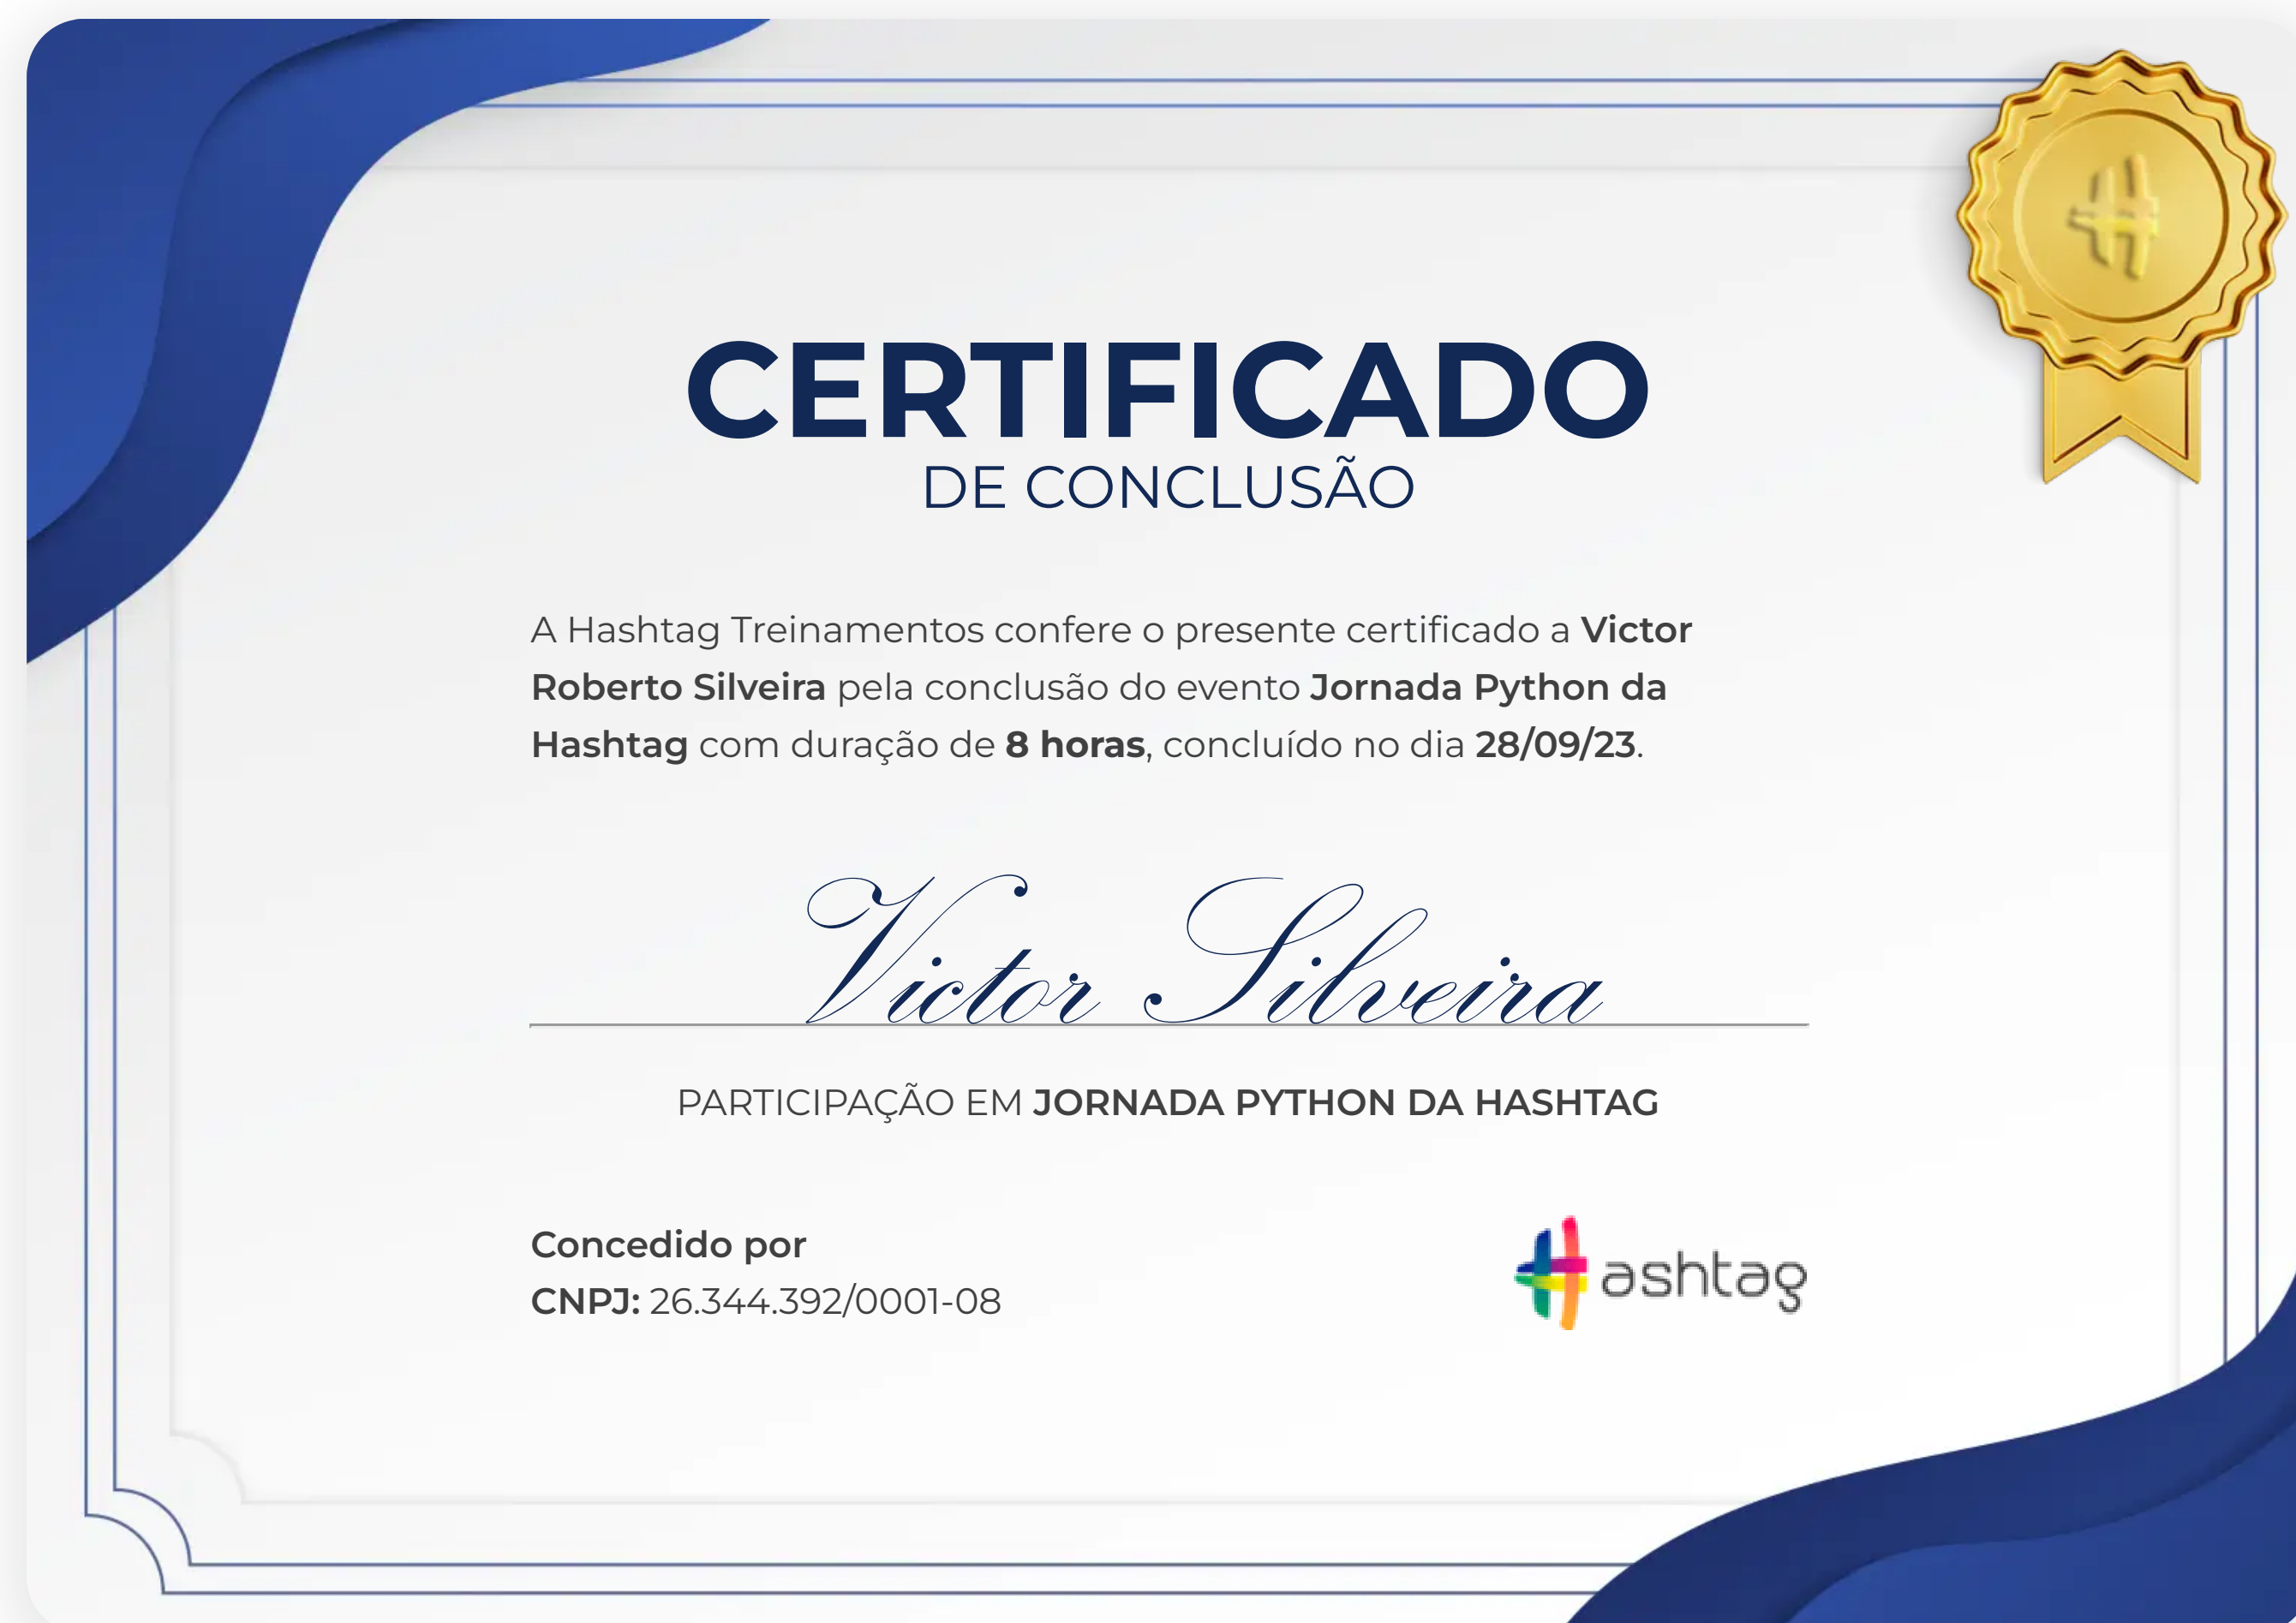 CERTIFICADO
DE CONCLUSÃO
A Hashtag Treinamentos confere o presente certificado a Victor
Roberto Silveira pela conclusão do evento Jornada Python da
Hashtag com duração de 8 horas, concluído no dia 28/09/23.
Victor Silveira
PARTICIPAÇÃO EM JORNADA PYTHON DA HASHTAG
Concedido por
CNPJ: 26.344.392/0001-08
Hashtag